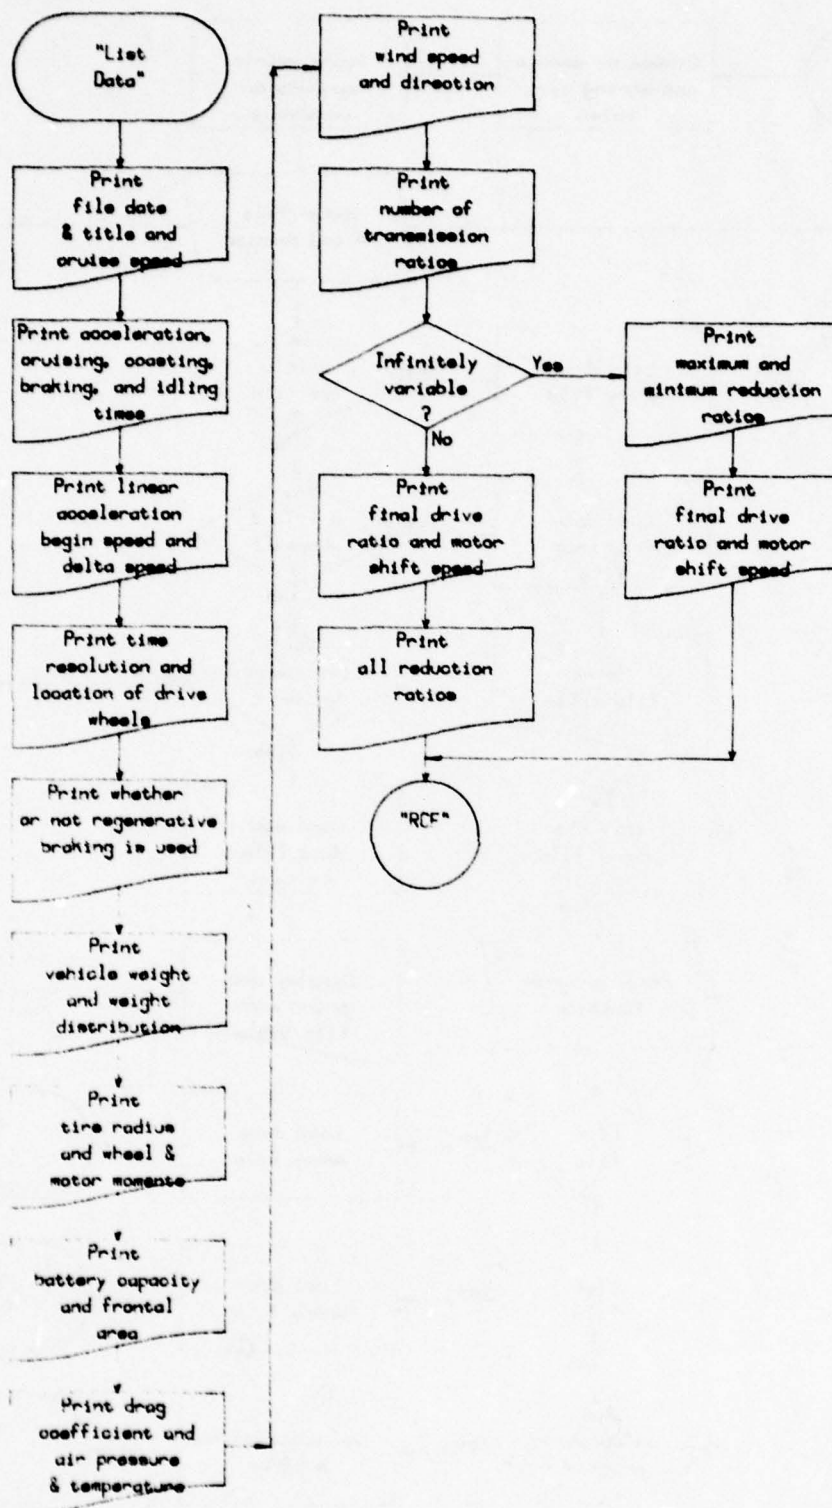 "List
Data"
Print
file date
& title and
cruise speed
Print acceleration,
cruising, coasting,
braking, and idling
times
Print linear
acceleration
begin speed and
delta speed
Print time
resolution and
location of drive
wheels
Print whether
or not regenerative
braking is used
Print
vehicle weight
and weight
distribution
Print
tire radius
and wheel &
motor moments
Print
battery capacity
and frontal
area
Print drag
coefficient and
air pressure
& temperature
Print
wind speed
and direction
Print
number of
transmission
ratios
Infinitely
variable
?
Yes
No
Print
maximum and
minimum reduction
ratios
Print
final drive
ratio and motor
shift speed
Print
final drive
ratio and motor
shift speed
Print
all reduction
ratios
"RCF"